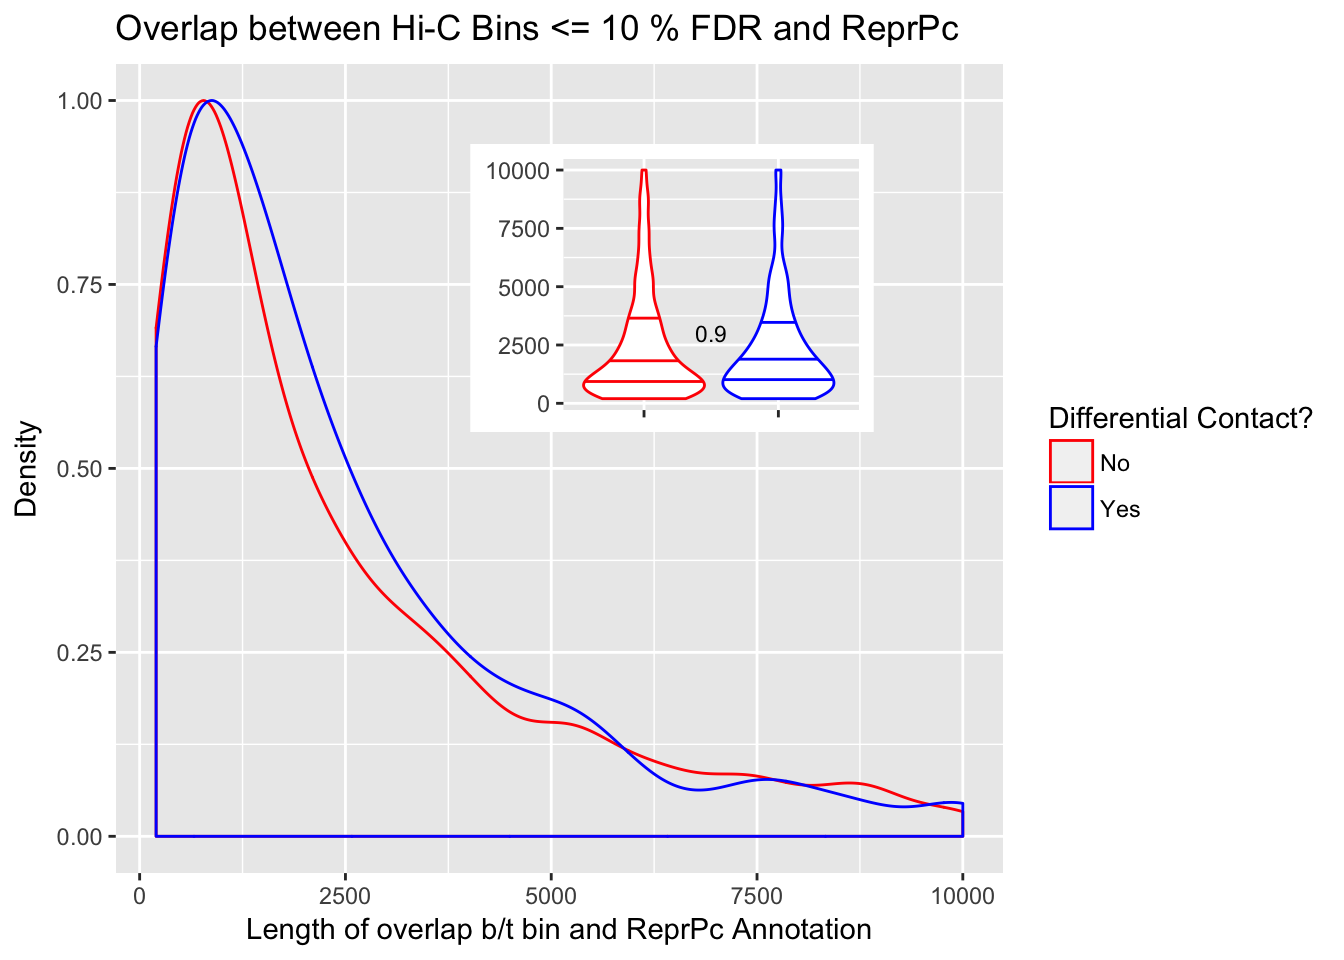 Overlap between Hi-C Bins <= 10 % FDR and ReprPc
1.00
0.75
0.50
0.25
0.00
Density
10000
7500
5000
2500
0
0.9
0
2500
5000
7500
10000
Length of overlap b/t bin and ReprPc Annotation
Differential Contact?
No
Yes